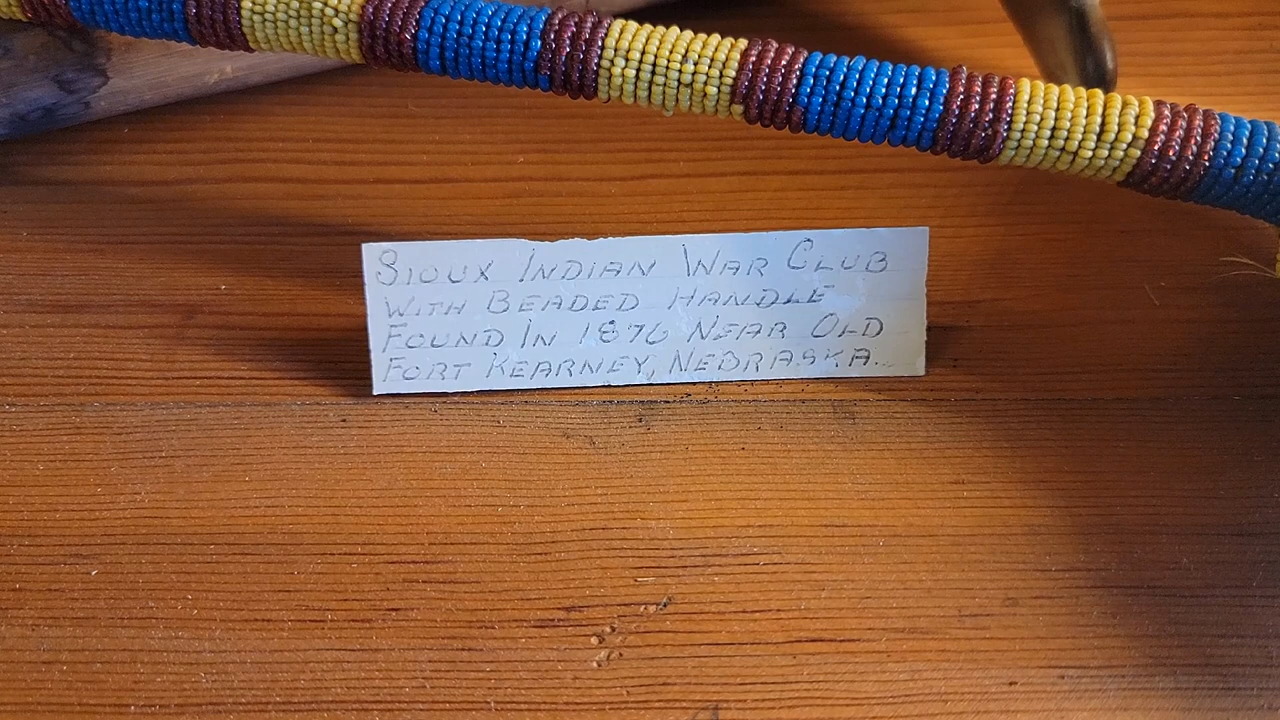 SIOUX INDIAN WAR CLUB
WITH BEADED HANDLE
FOUND IN 1876 NEAR OLD
FORT KEARNEY, NEBRASKA..